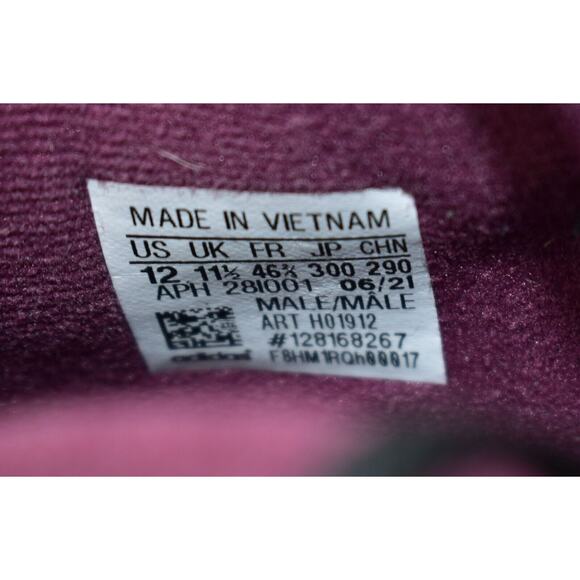 MADE IN VIETNAM
US UK FR JP CHN
12 11½ 46⅔ 300 290
APH 281001 06/21
MALE/MÂLE
ART H01912
#128168267
adidas F8HM1RQh00017